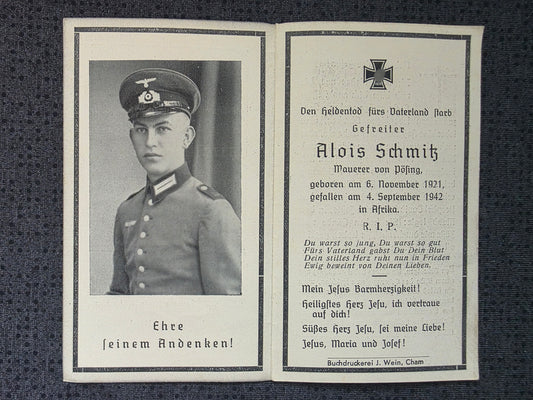 Ehre
seinem Andenken!
Den Heldentod fürs Vaterland starb
Gefreiter
Alois Schmitz
Maurer von Pösing,
geboren am 6. November 1921,
gefallen am 4. September 1942
in Afrika.
R. I. P.
Du warst so jung, Du warst so gut
Fürs Vaterland gabst Du Dein Blut
Dein stilles Herz ruht nun in Frieden
Ewig beweint von Deinen Lieben.
Mein Jesus Barmherzigkeit!
Heiligstes Herz Jesu, ich vertraue
auf dich!
Süßes Herz Jesu, sei meine Liebe!
Jesus, Maria und Josef!
Buchdruckerei J. Wein, Cham